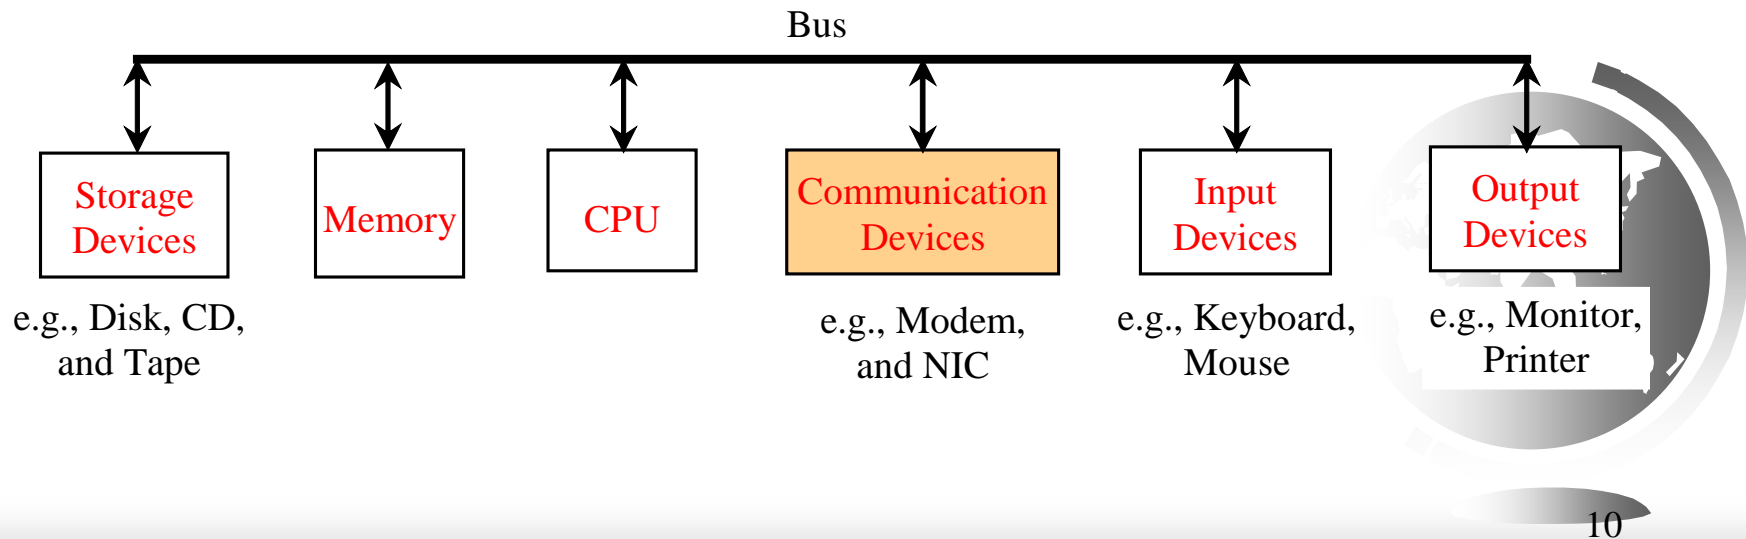 Bus
Storage
Devices
Memory
CPU
Communication
Devices
Input
Devices
Output
Devices
e.g., Disk, CD,
and Tape
e.g., Modem,
and NIC
e.g., Keyboard,
Mouse
e.g., Monitor,
Printer
10